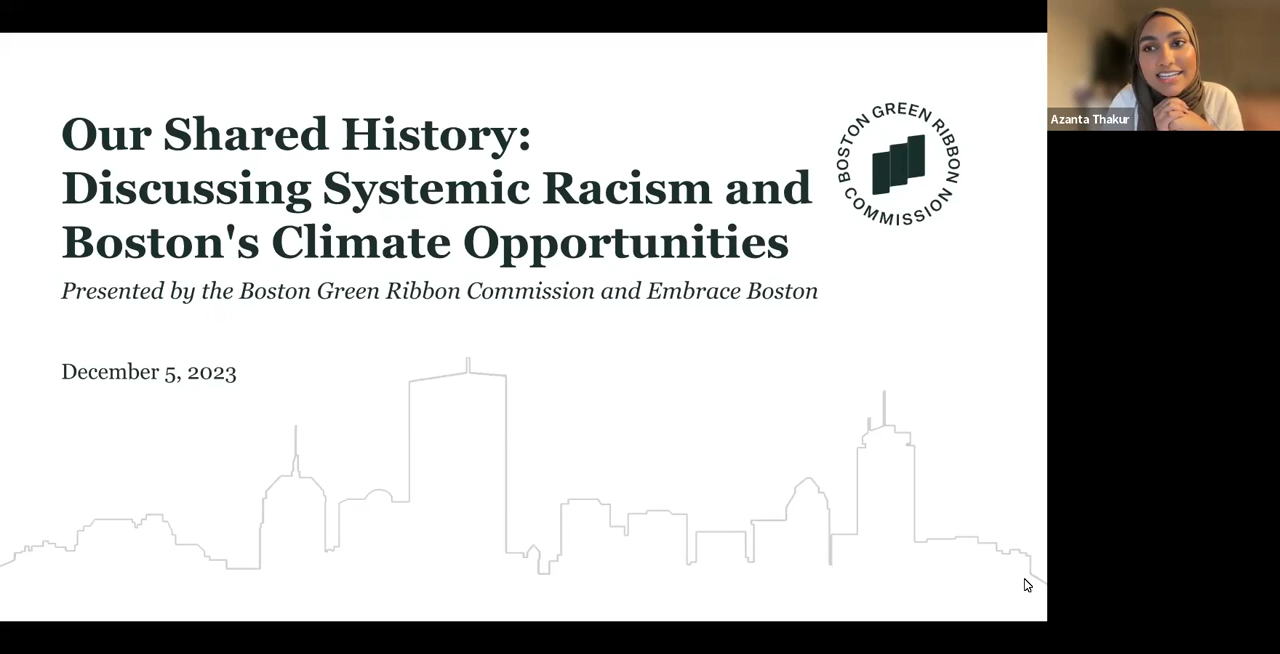 Our Shared History:
Discussing Systemic Racism and
Boston's Climate Opportunities
Presented by the Boston Green Ribbon Commission and Embrace Boston
December 5, 2023
BOSTON GREEN RIBBON COMMISSION
Azanta Thakur